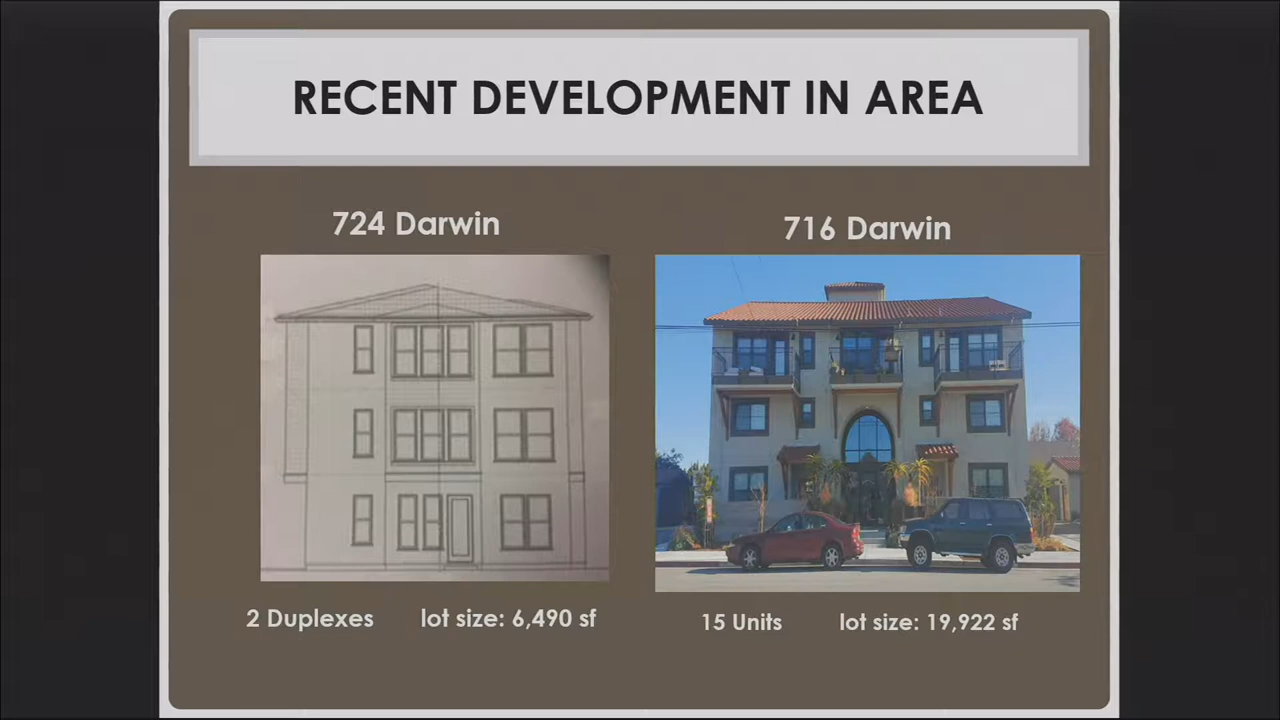 RECENT DEVELOPMENT IN AREA
724 Darwin
716 Darwin
2 Duplexes lot size: 6,490 sf
15 Units lot size: 19,922 sf